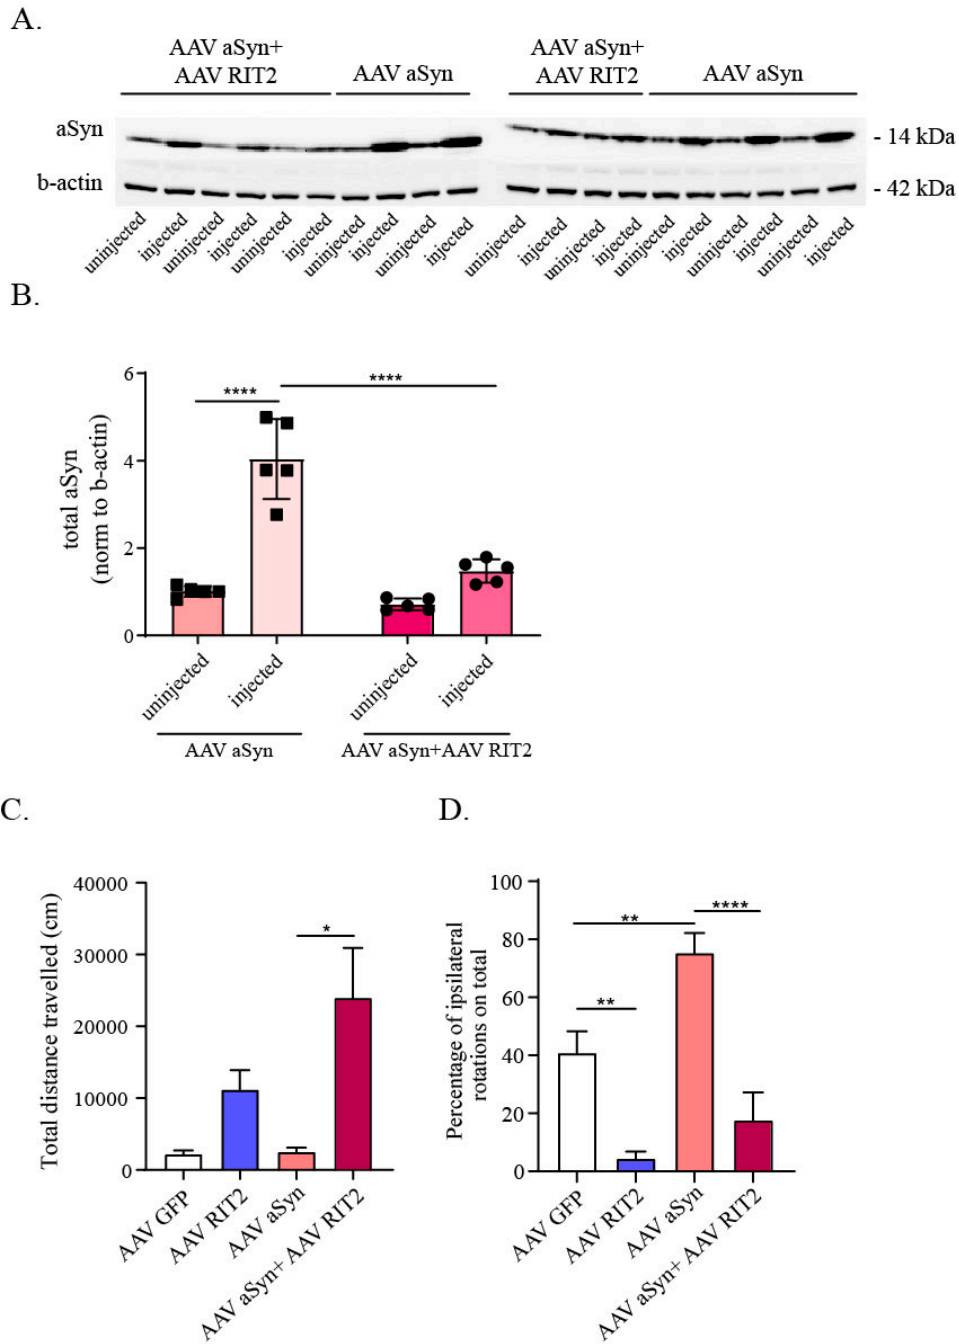 A.
AAV aSyn+
AAV RIT2
AAV aSyn
AAV aSyn+
AAV RIT2
AAV aSyn
aSyn
- 14 kDa
b-actin
- 42 kDa
uninjected
injected
uninjected
injected
uninjected
injected
uninjected
injected
uninjected
injected
uninjected
injected
uninjected
injected
uninjected
injected
uninjected
injected
uninjected
injected
B.
total aSyn
(norm to b-actin)
6
4
2
0
****
****
uninjected
injected
uninjected
injected
AAV aSyn
AAV aSyn+AAV RIT2
C.
Total distance travelled (cm)
40000
30000
20000
10000
0
*
AAV GFP
AAV RIT2
AAV aSyn
AAV aSyn+ AAV RIT2
D.
Percentage of ipsilateral
rotations on total
100
80
60
40
20
0
**
****
**
AAV GFP
AAV RIT2
AAV aSyn
AAV aSyn+ AAV RIT2